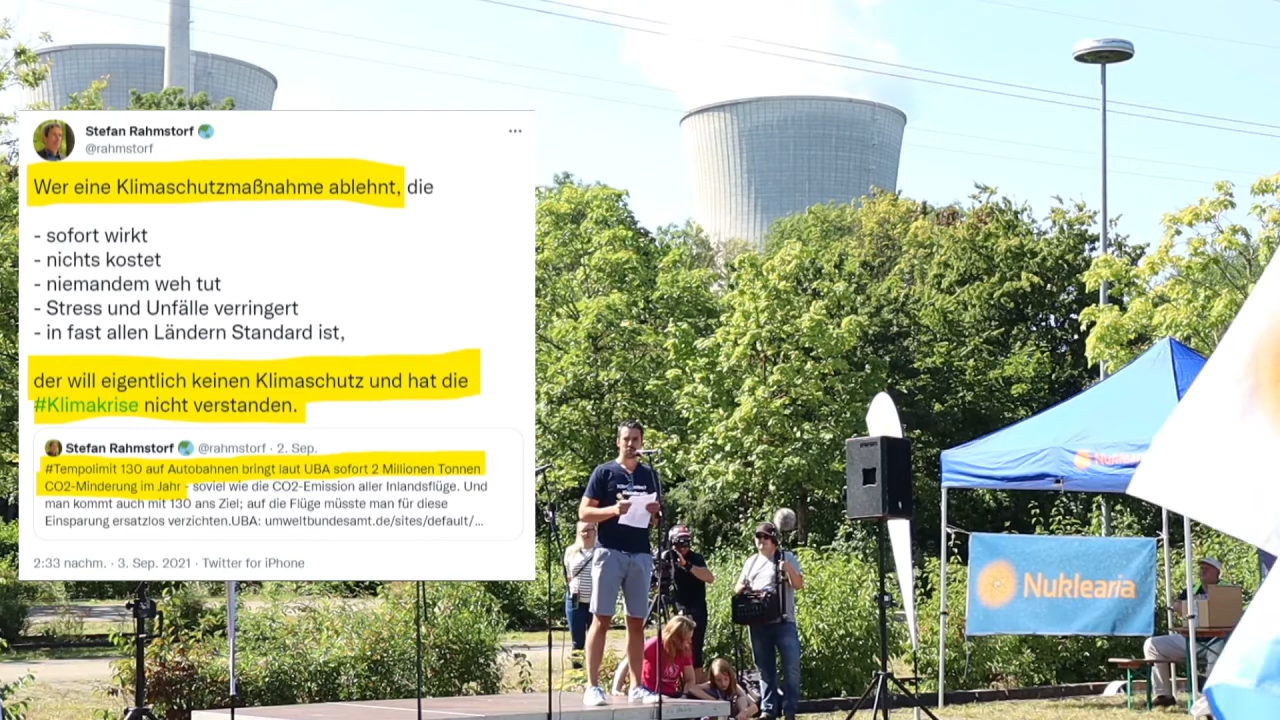 Stefan Rahmstorf
@rahmstorf
Wer eine Klimaschutzmaßnahme ablehnt, die
- sofort wirkt
- nichts kostet
- niemandem weh tut
- Stress und Unfälle verringert
- in fast allen Ländern Standard ist,
der will eigentlich keinen Klimaschutz und hat die
#Klimakrise nicht verstanden.
Stefan Rahmstorf @rahmstorf · 2. Sep.
#Tempolimit 130 auf Autobahnen bringt laut UBA sofort 2 Millionen Tonnen
CO2-Minderung im Jahr - soviel wie die CO2-Emission aller Inlandsflüge. Und
man kommt auch mit 130 ans Ziel; auf die Flüge müsste man für diese
Einsparung ersatzlos verzichten.UBA: umweltbundesamt.de/sites/default/...
2:33 nachm. · 3. Sep. 2021 · Twitter for iPhone
Nuklearia